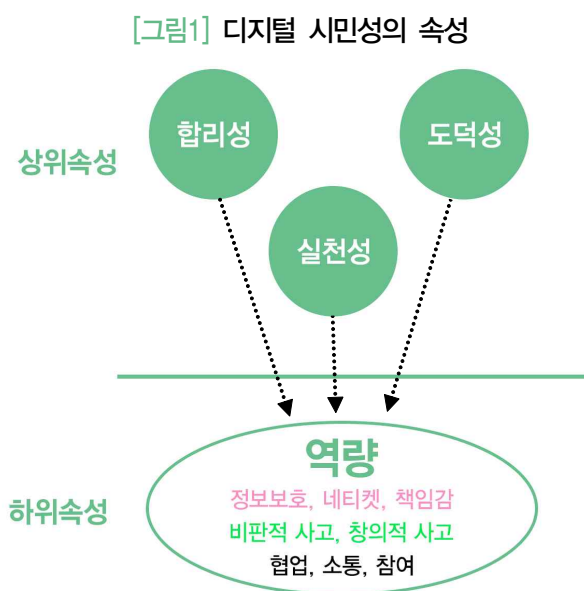 [그림1] 디지털 시민성의 속성
합리성
도덕성
상위속성
실천성
역량
정보보호, 네티켓, 책임감
하위속성
비판적 사고, 창의적 사고
협업, 소통, 참여